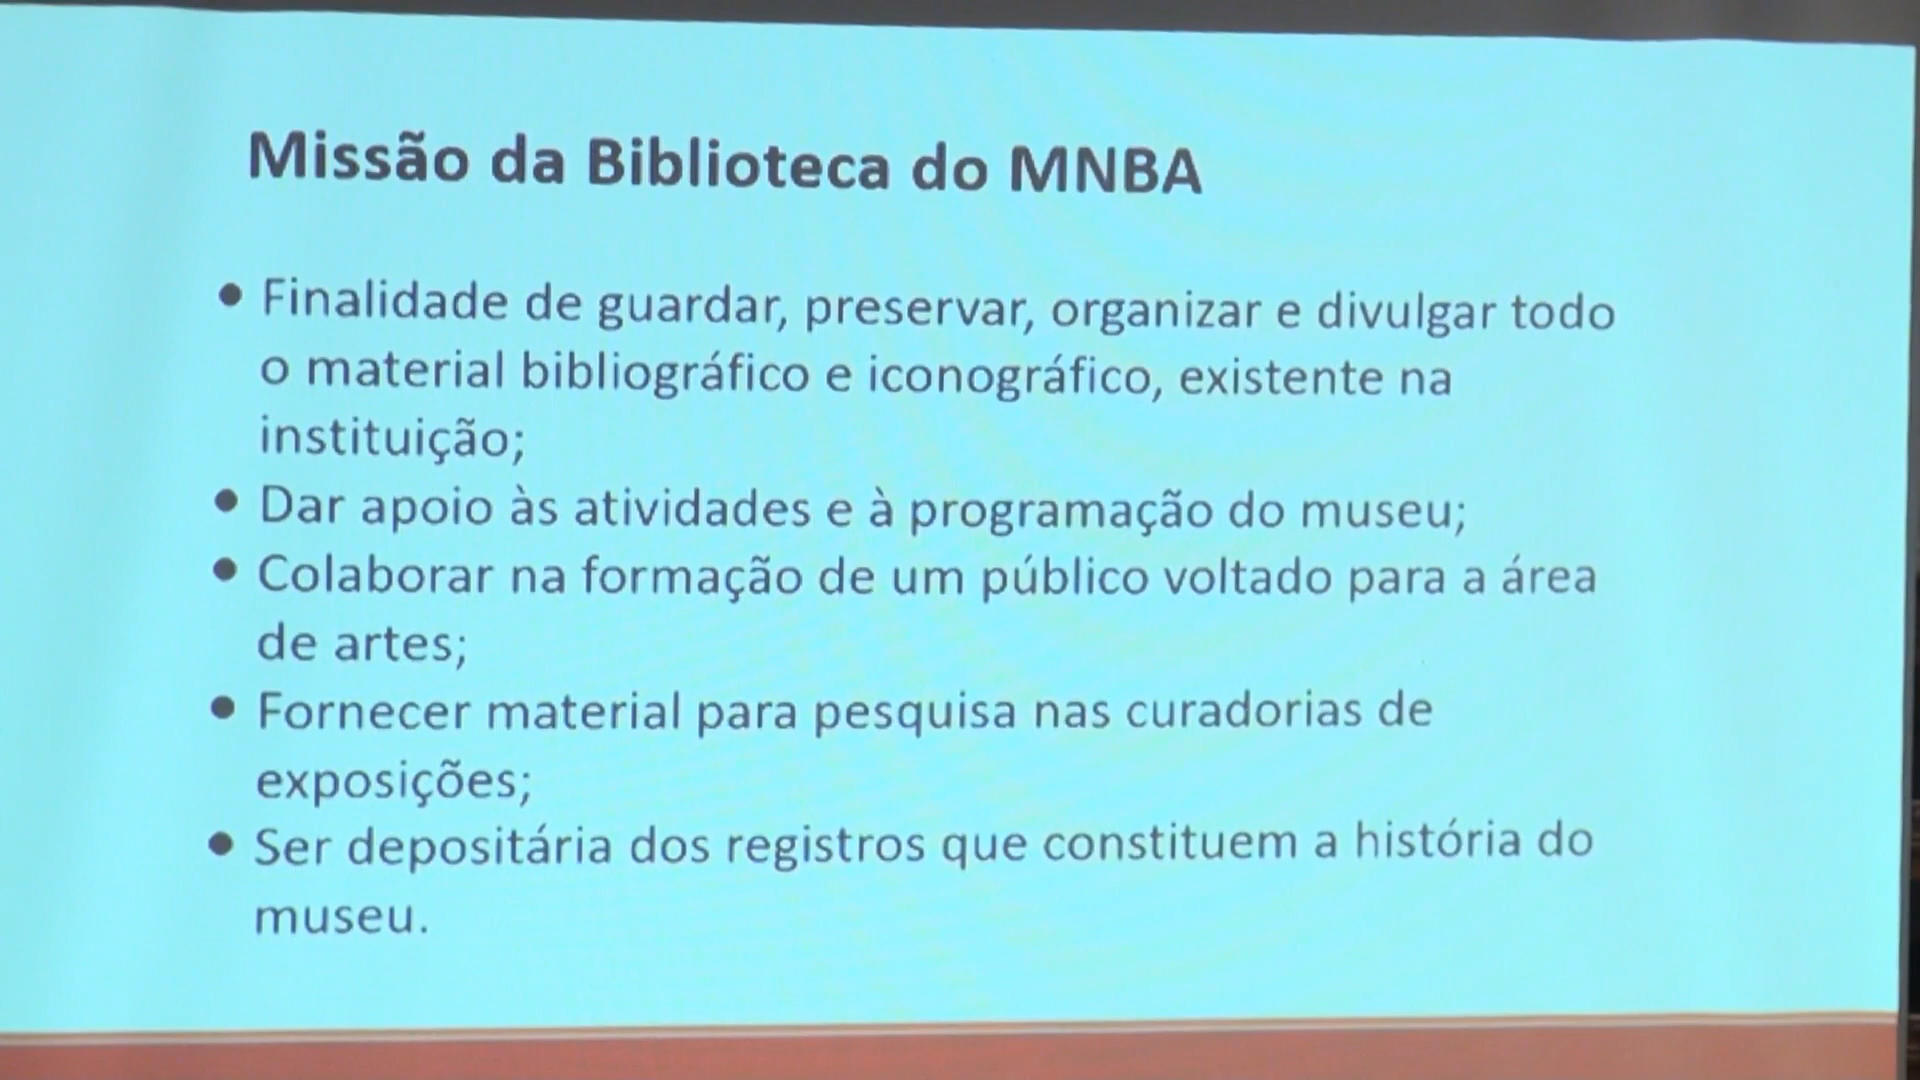 Missão da Biblioteca do MNBA
• Finalidade de guardar, preservar, organizar e divulgar todo
o material bibliográfico e iconográfico, existente na
instituição;
• Dar apoio às atividades e à programação do museu;
• Colaborar na formação de um público voltado para a área
de artes;
• Fornecer material para pesquisa nas curadorias de
exposições;
• Ser depositária dos registros que constituem a história do
museu.